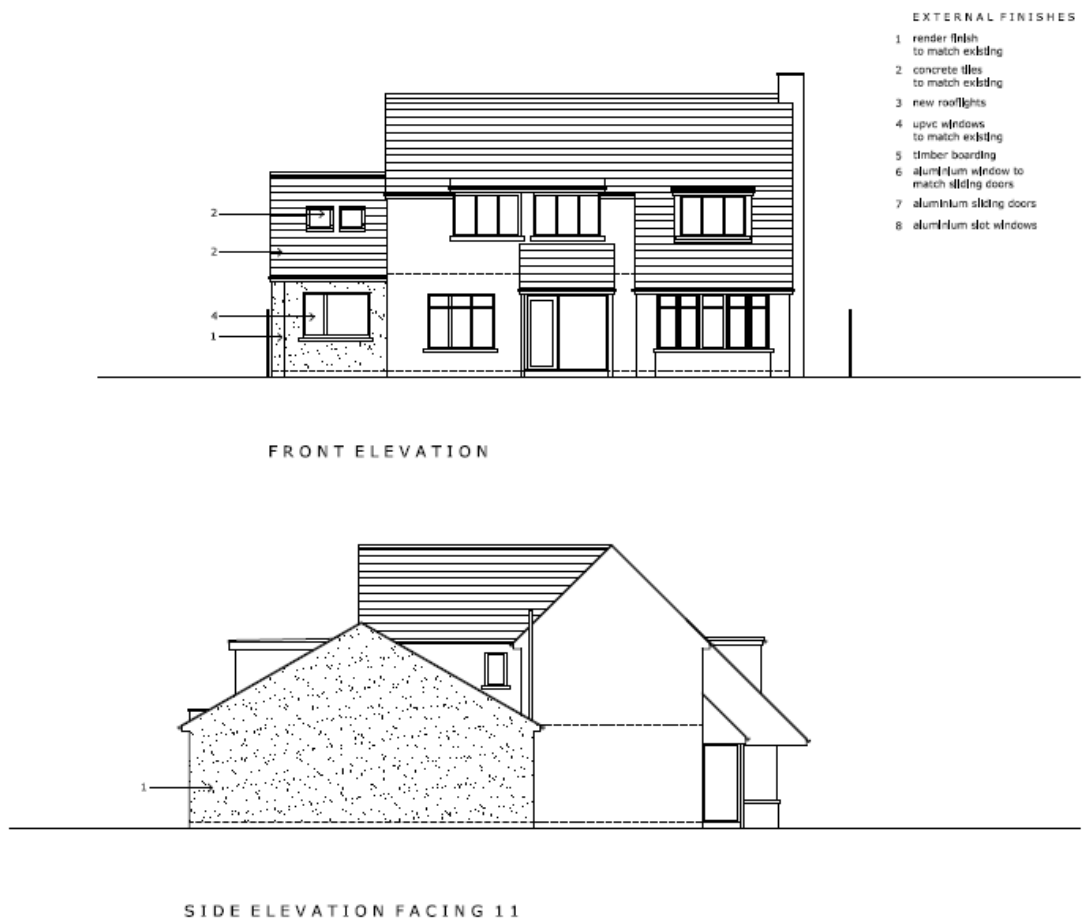 EXTERNAL FINISHES
1 render finish
to match existing
2 concrete tiles
to match existing
3 new rooflights
4 upvc windows
to match existing
5 timber boarding
6 aluminium window to
match sliding doors
7 aluminium sliding doors
8 aluminium slot windows
2
2
4
1
FRONT ELEVATION
1
SIDE ELEVATION FACING 11